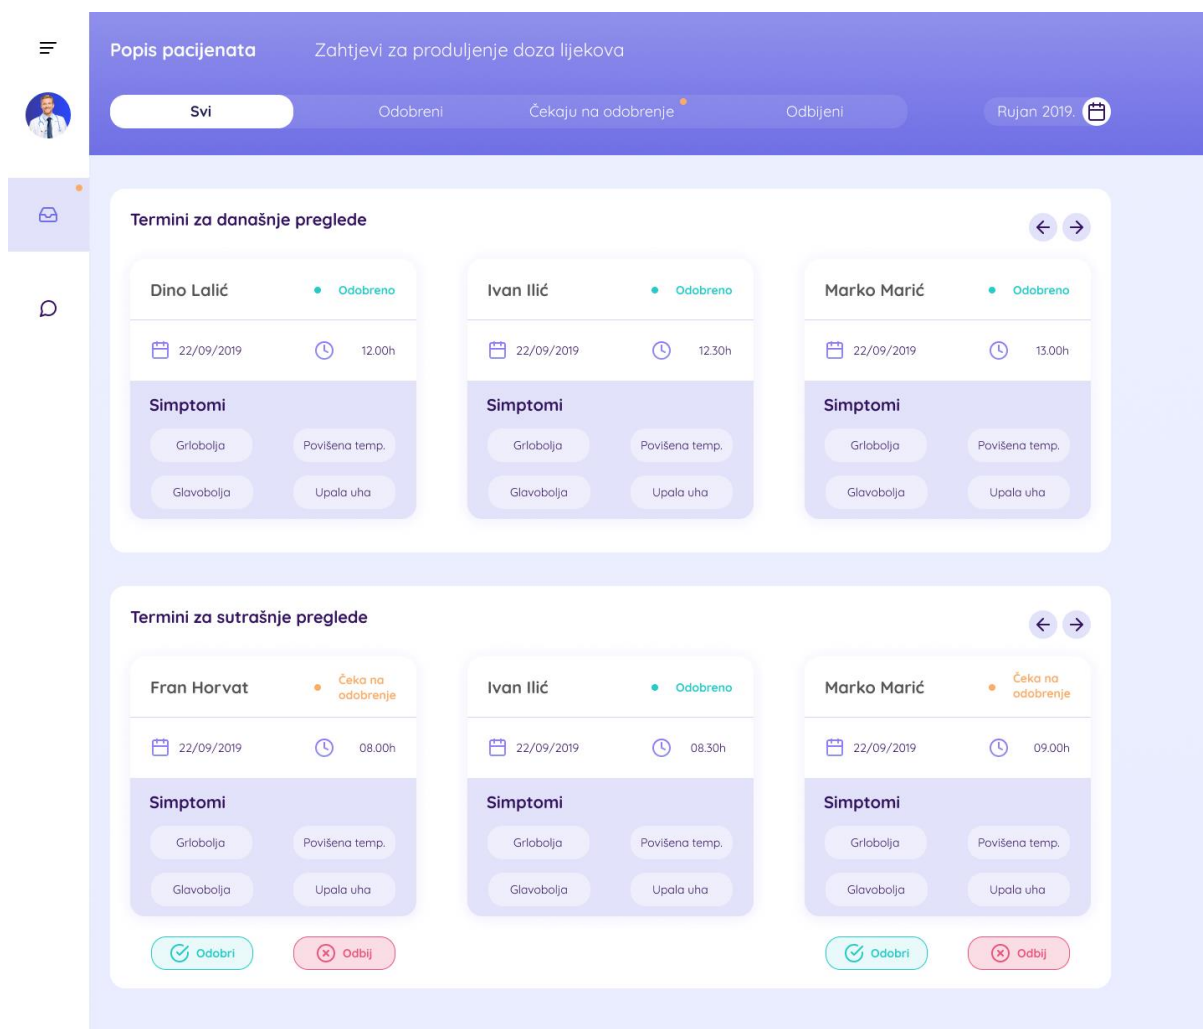 Popis pacijenata Zahtjevi za produljenje doza lijekova
Svi Odobreni Čekaju na odobrenje Odbijeni Rujan 2019.
Termini za današnje preglede
Dino Lalić Odobreno
22/09/2019 12.00h
Simptomi
Grlobolja Povišena temp.
Glavobolja Upala uha
Ivan Ilić Odobreno
22/09/2019 12.30h
Simptomi
Grlobolja Povišena temp.
Glavobolja Upala uha
Marko Marić Odobreno
22/09/2019 13.00h
Simptomi
Grlobolja Povišena temp.
Glavobolja Upala uha
Termini za sutrašnje preglede
Fran Horvat Čeka na
odobrenje
22/09/2019 08.00h
Simptomi
Grlobolja Povišena temp.
Glavobolja Upala uha
Odobri Odbij
Ivan Ilić Odobreno
22/09/2019 08.30h
Simptomi
Grlobolja Povišena temp.
Glavobolja Upala uha
Marko Marić Čeka na
odobrenje
22/09/2019 09.00h
Simptomi
Grlobolja Povišena temp.
Glavobolja Upala uha
Odobri Odbij